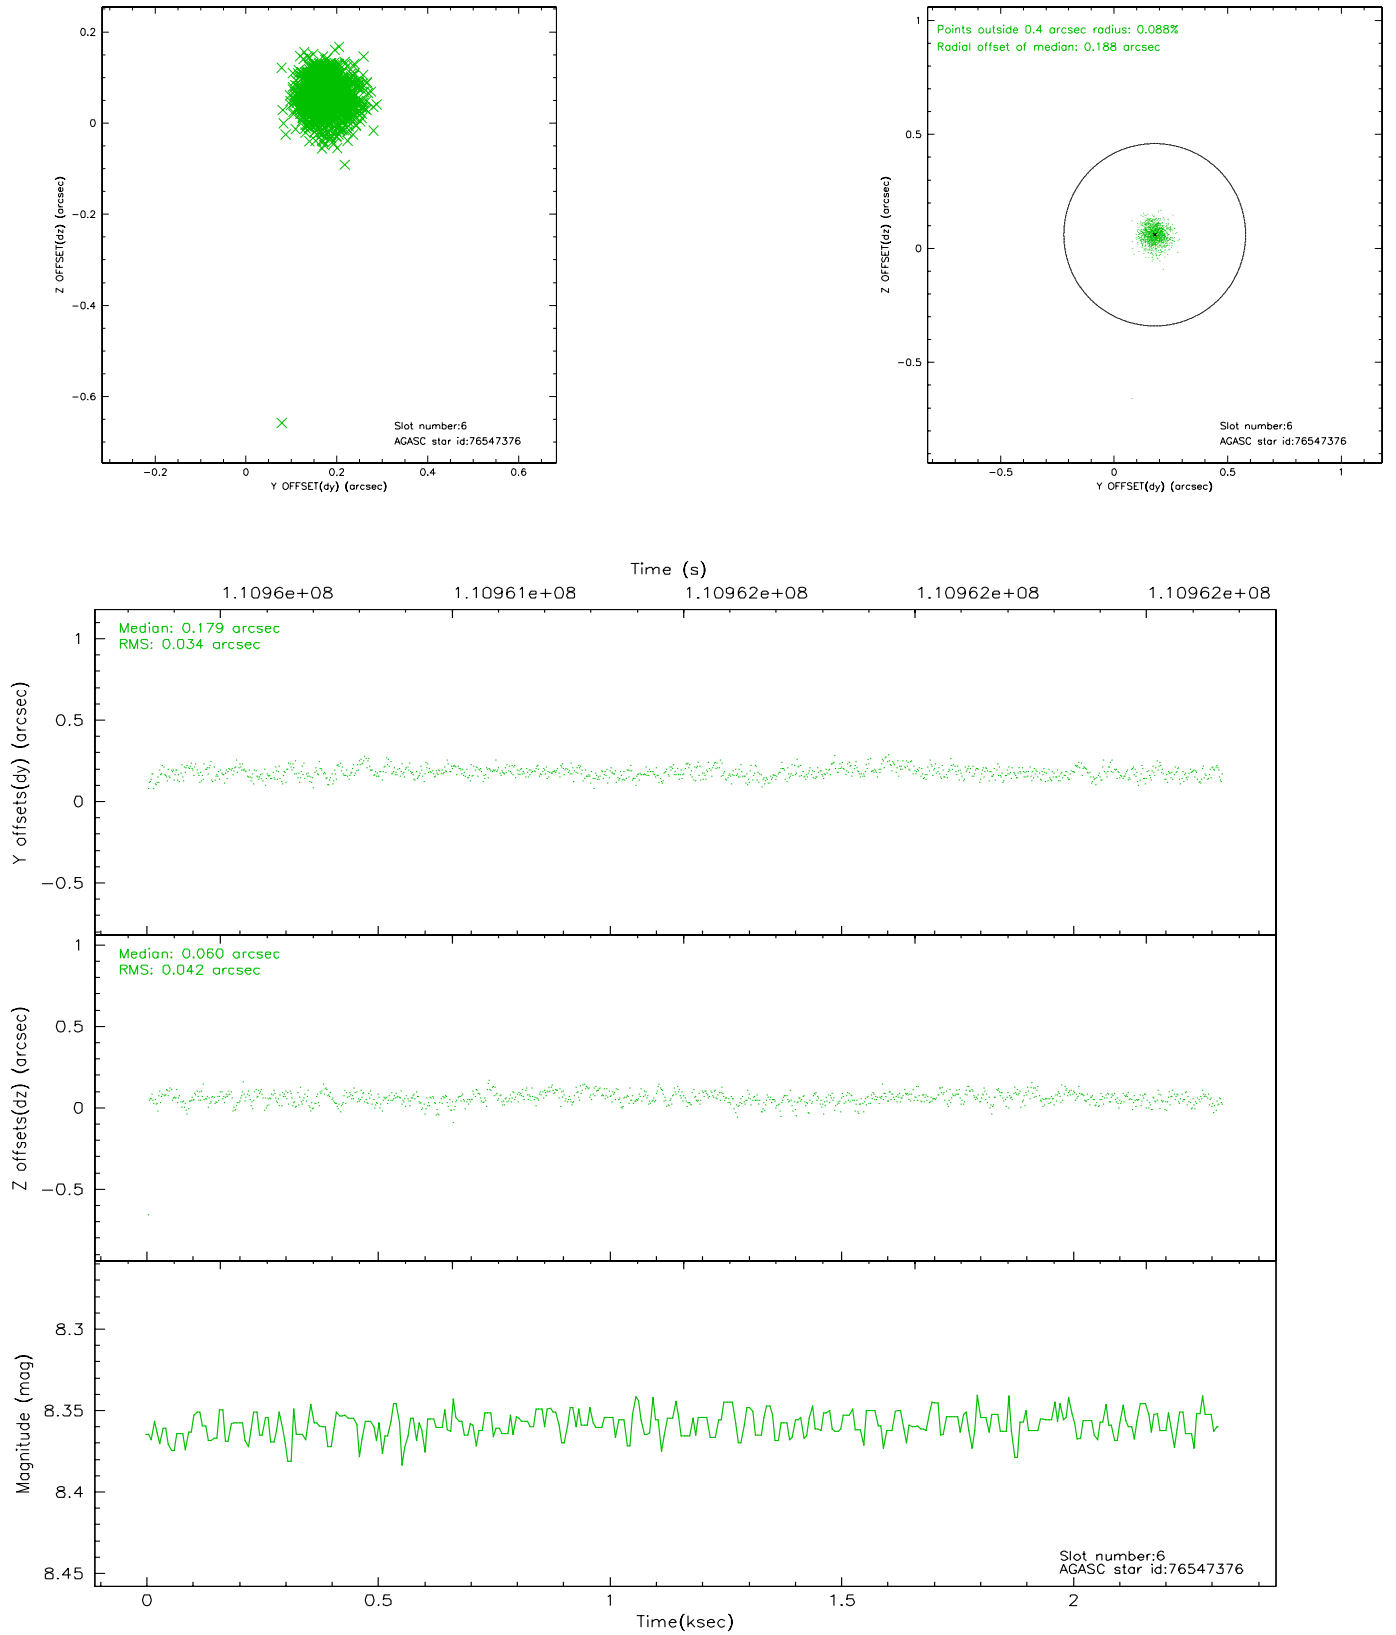 0.2
0
−0.2
−0.4
−0.6
Z OFFSET(dz) (arcsec)
Slot number:6
AGASC star id:76547376
−0.2 0 0.2 0.4 0.6
Y OFFSET(dy) (arcsec)
Points outside 0.4 arcsec radius: 0.088%
Radial offset of median: 0.188 arcsec
1
0.5
0
−0.5
Z OFFSET(dz) (arcsec)
Slot number:6
AGASC star id:76547376
−0.5 0 0.5 1
Y OFFSET(dy) (arcsec)
Time (s)
1.1096e+08 1.10961e+08 1.10962e+08 1.10962e+08 1.10962e+08
Median: 0.179 arcsec
RMS: 0.034 arcsec
1
0.5
0
−0.5
Y offsets(dy) (arcsec)
Median: 0.060 arcsec
RMS: 0.042 arcsec
1
0.5
0
−0.5
Z offsets(dz) (arcsec)
8.3
8.35
8.4
8.45
Magnitude (mag)
Slot number:6
AGASC star id:76547376
0 0.5 1 1.5 2
Time(ksec)